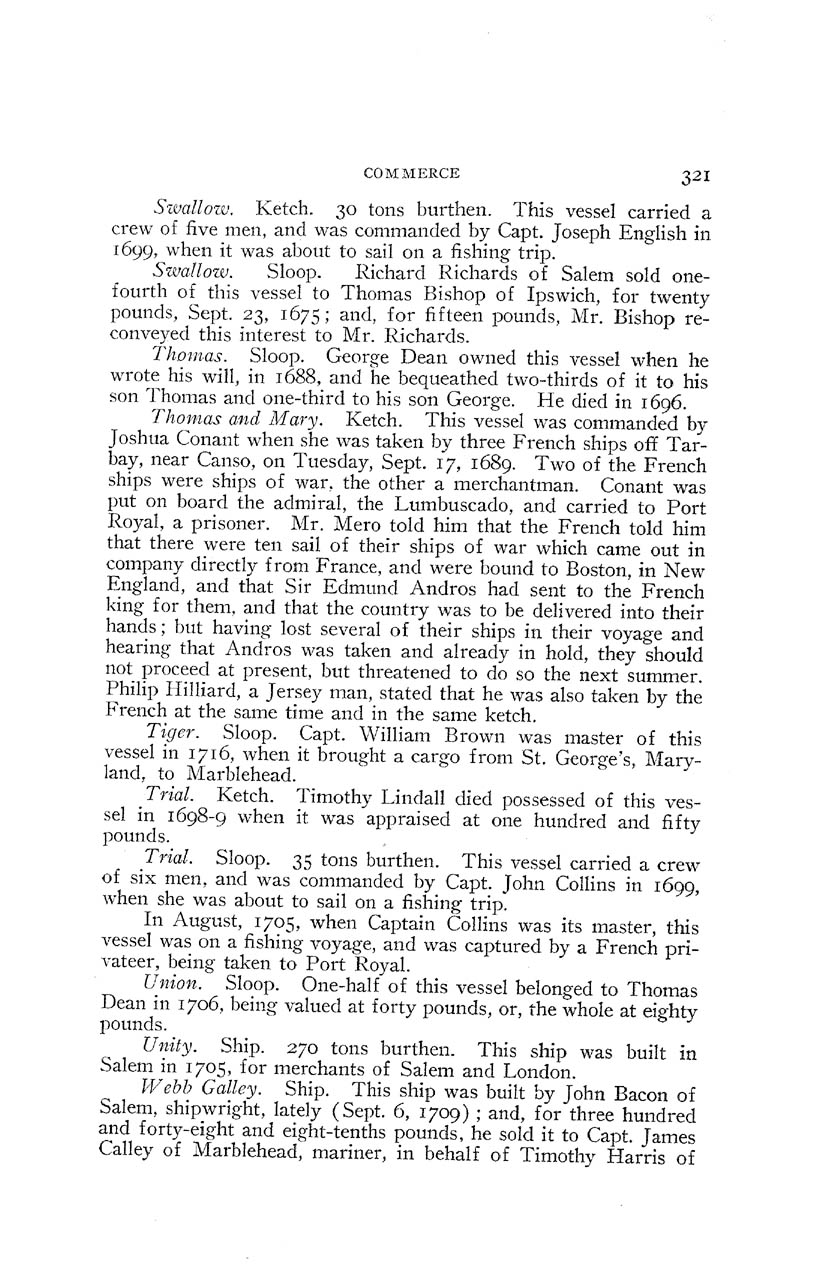 COMMERCE 321
Swallow. Ketch. 30 tons burthen. This vessel carried a
crew of five men, and was commanded by Capt. Joseph English in
1699, when it was about to sail on a fishing trip.
Swallow. Sloop. Richard Richards of Salem sold one-
fourth of this vessel to Thomas Bishop of Ipswich, for twenty
pounds, Sept. 23, 1675; and, for fifteen pounds, Mr. Bishop re-
conveyed this interest to Mr. Richards.
Thomas. Sloop. George Dean owned this vessel when he
wrote his will, in 1688, and he bequeathed two-thirds of it to his
son Thomas and one-third to his son George. He died in 1696.
Thomas and Mary. Ketch. This vessel was commanded by
Joshua Conant when she was taken by three French ships off Tar-
bay, near Canso, on Tuesday, Sept. 17, 1689. Two of the French
ships were ships of war, the other a merchantman. Conant was
put on board the admiral, the Lumbuscado, and carried to Port
Royal, a prisoner. Mr. Mero told him that the French told him
that there were ten sail of their ships of war which came out in
company directly from France, and were bound to Boston, in New
England, and that Sir Edmund Andros had sent to the French
king for them, and that the country was to be delivered into their
hands; but having lost several of their ships in their voyage and
hearing that Andros was taken and already in hold, they should
not proceed at present, but threatened to do so the next summer.
Philip Hilliard, a Jersey man, stated that he was also taken by the
French at the same time and in the same ketch.
Tiger. Sloop. Capt. William Brown was master of this
vessel in 1716, when it brought a cargo from St. George's, Mary-
land, to Marblehead.
Trial. Ketch. Timothy Lindall died possessed of this ves-
sel in 1698-9 when it was appraised at one hundred and fifty
pounds.
Trial. Sloop. 35 tons burthen. This vessel carried a crew
of six men, and was commanded by Capt. John Collins in 1699,
when she was about to sail on a fishing trip.
In August, 1705, when Captain Collins was its master, this
vessel was on a fishing voyage, and was captured by a French pri-
vateer, being taken to Port Royal.
Union. Sloop. One-half of this vessel belonged to Thomas
Dean in 1706, being valued at forty pounds, or, the whole at eighty
pounds.
Unity. Ship. 270 tons burthen. This ship was built in
Salem in 1705, for merchants of Salem and London.
Webb Galley. Ship. This ship was built by John Bacon of
Salem, shipwright, lately (Sept. 6, 1709); and, for three hundred
and forty-eight and eight-tenths pounds, he sold it to Capt. James
Calley of Marblehead, mariner, in behalf of Timothy Harris of